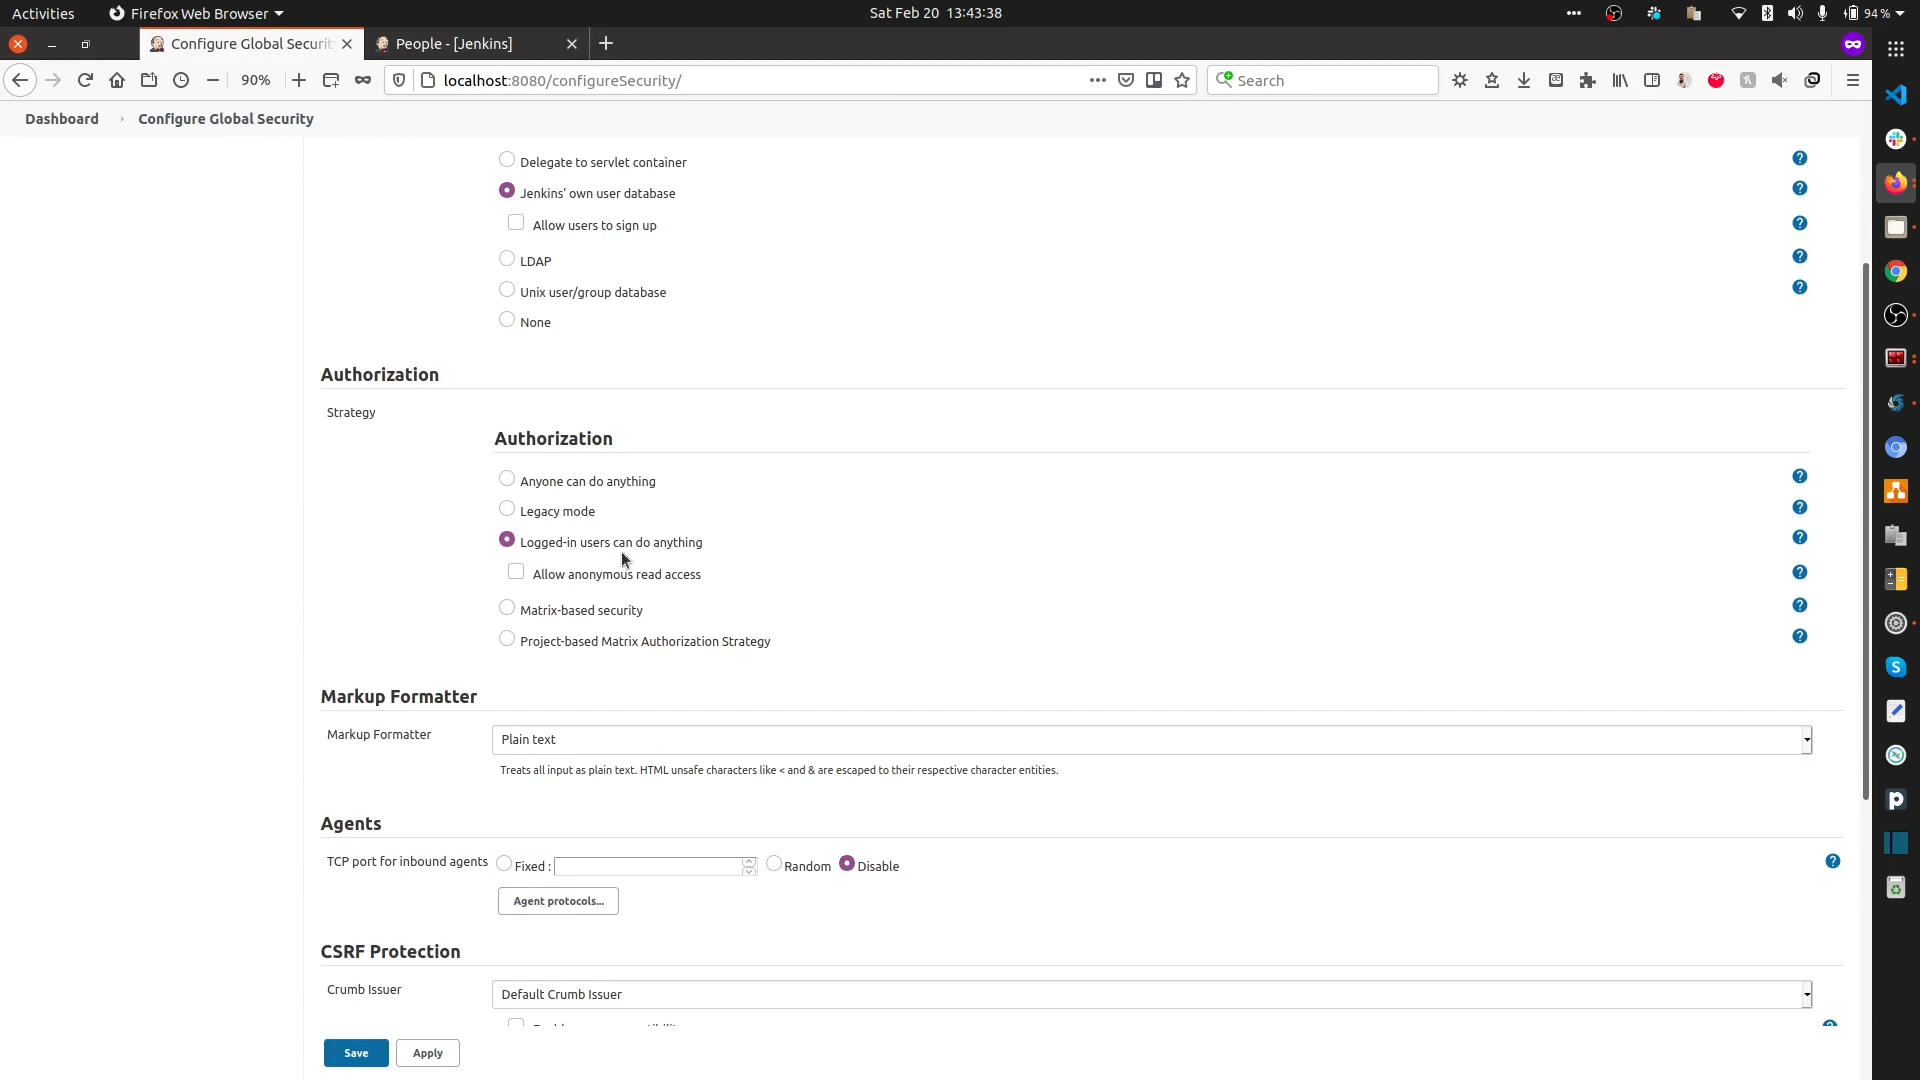 Activities
Firefox Web Browser
Sat Feb 20 13:43:38
94 %
Configure Global Securit
People - [Jenkins]
90%
localhost:8080/configureSecurity/
Search
Dashboard
Configure Global Security
Delegate to servlet container
Jenkins’ own user database
Allow users to sign up
LDAP
Unix user/group database
None
Authorization
Strategy
Authorization
Anyone can do anything
Legacy mode
Logged-in users can do anything
Allow anonymous read access
Matrix-based security
Project-based Matrix Authorization Strategy
Markup Formatter
Markup Formatter
Plain text
Treats all input as plain text. HTML unsafe characters like < and & are escaped to their respective character entities.
Agents
TCP port for inbound agents
Fixed :
Random
Disable
Agent protocols...
CSRF Protection
Crumb Issuer
Default Crumb Issuer
Save
Apply